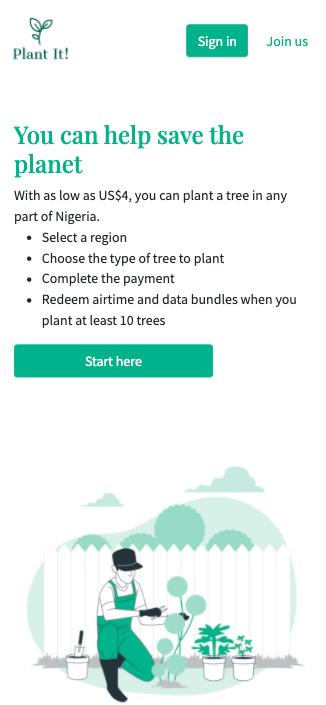 Plant It!
Sign in
Join us
You can help save the
planet
With as low as US$4, you can plant a tree in any
part of Nigeria.
• Select a region
• Choose the type of tree to plant
• Complete the payment
• Redeem airtime and data bundles when you
plant at least 10 trees
Start here